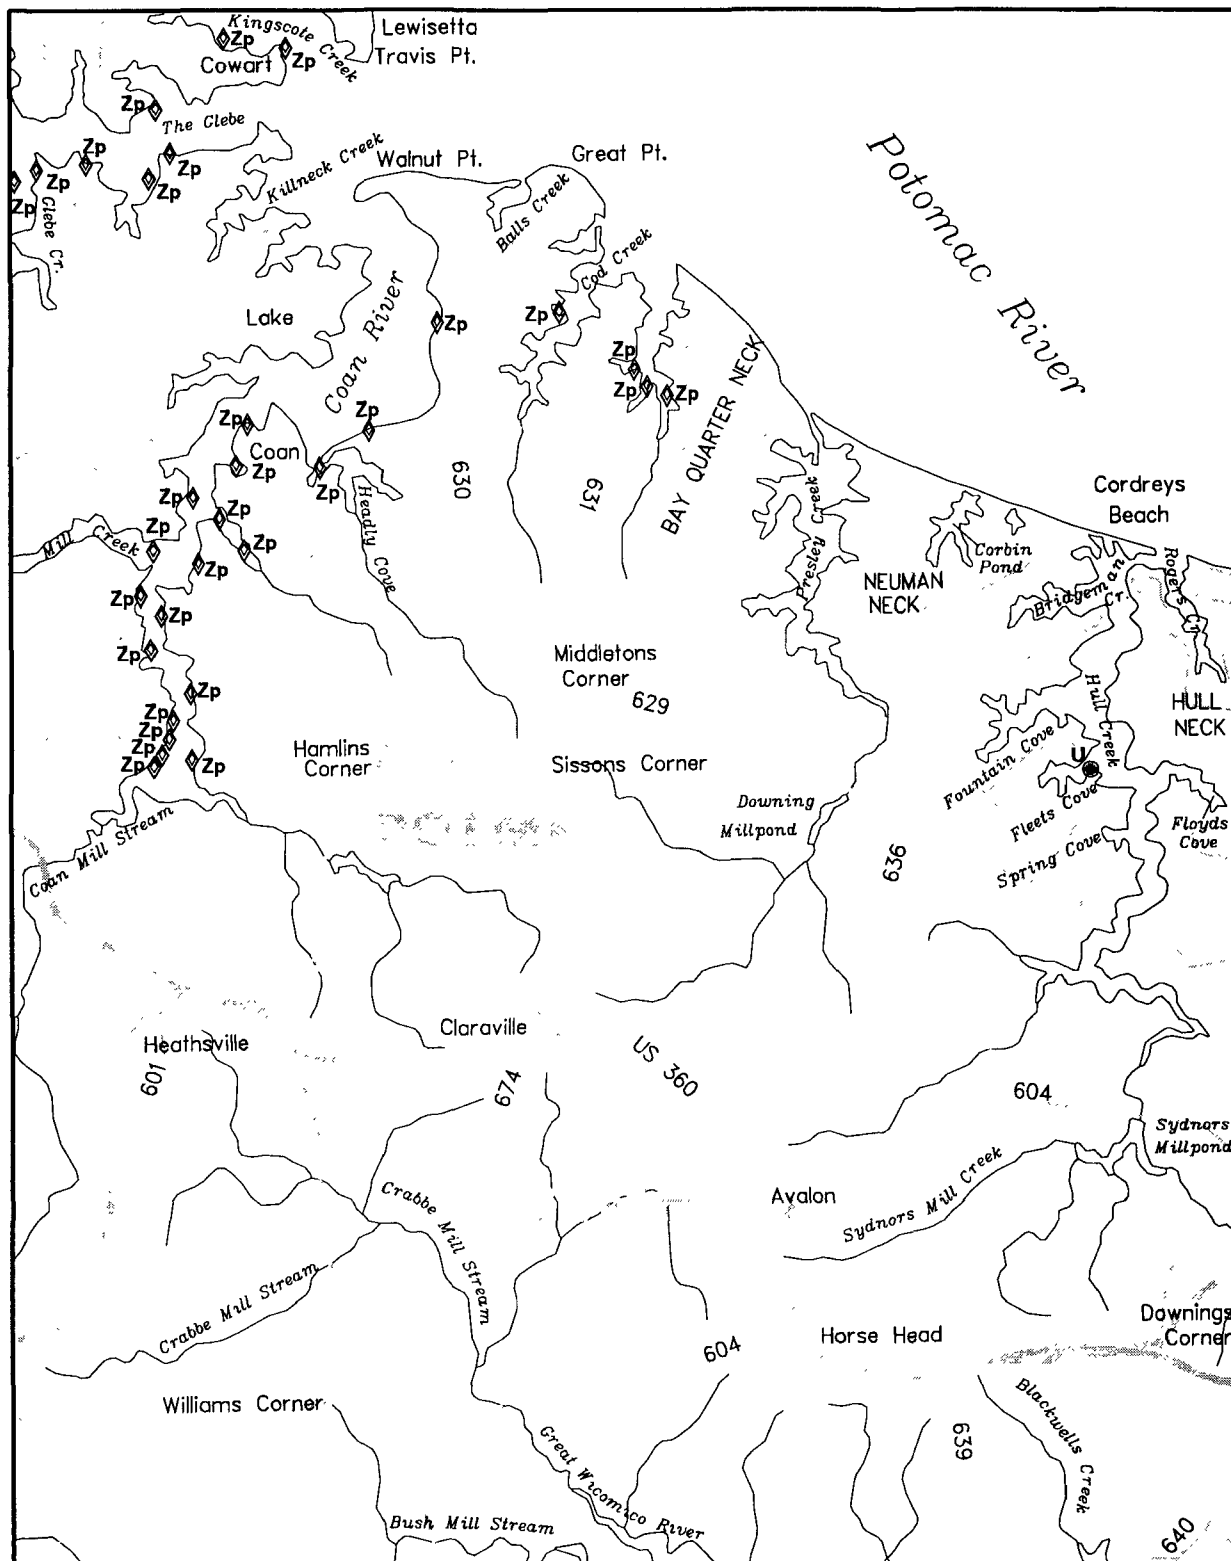 Kingscote Creek
Lewisetta
Travis Pt.
Zp
Zp
Cowart
Zp
The Glebe
Zp
Zp
Zp
Zp
Zp
Glebe Cr.
Killneck Creek
Walnut Pt.
Great Pt.
Balls Creek
Cod Creek
Potomac River
Lake
Coan River
Zp
Zp
Zp
Zp
Zp
BAY QUARTER NECK
Zp
Zp
Coan
Zp
Zp
Headly Cove
630
631
Presley Creek
Cordreys
Beach
Zp
Zp
Zp
Mill Creek
Zp
Zp
Corbin
Pond
NEUMAN
NECK
Bridgeman
Cr.
Rogers Cr
Zp
Zp
Zp
Middletons
Corner
629
Hull Creek
HULL
NECK
Zp
Zp
Zp
Zp
Zp
Zp
Hamlins
Corner
Sissons Corner
Fountain Cove
U
Fleets Cove
Spring Cove
Floyds
Cove
Downing
Millpond
636
Coan Mill Stream
Heathsville
601
Claraville
674
US 360
604
Sydnors
Millpond
Crabbe Mill Stream
Avalon
Sydnors Mill Creek
Crabbe Mill Stream
604
Horse Head
Downings
Corner
Williams Corner
Great Wicomico River
639
Blackwells Creek
Bush Mill Stream
640